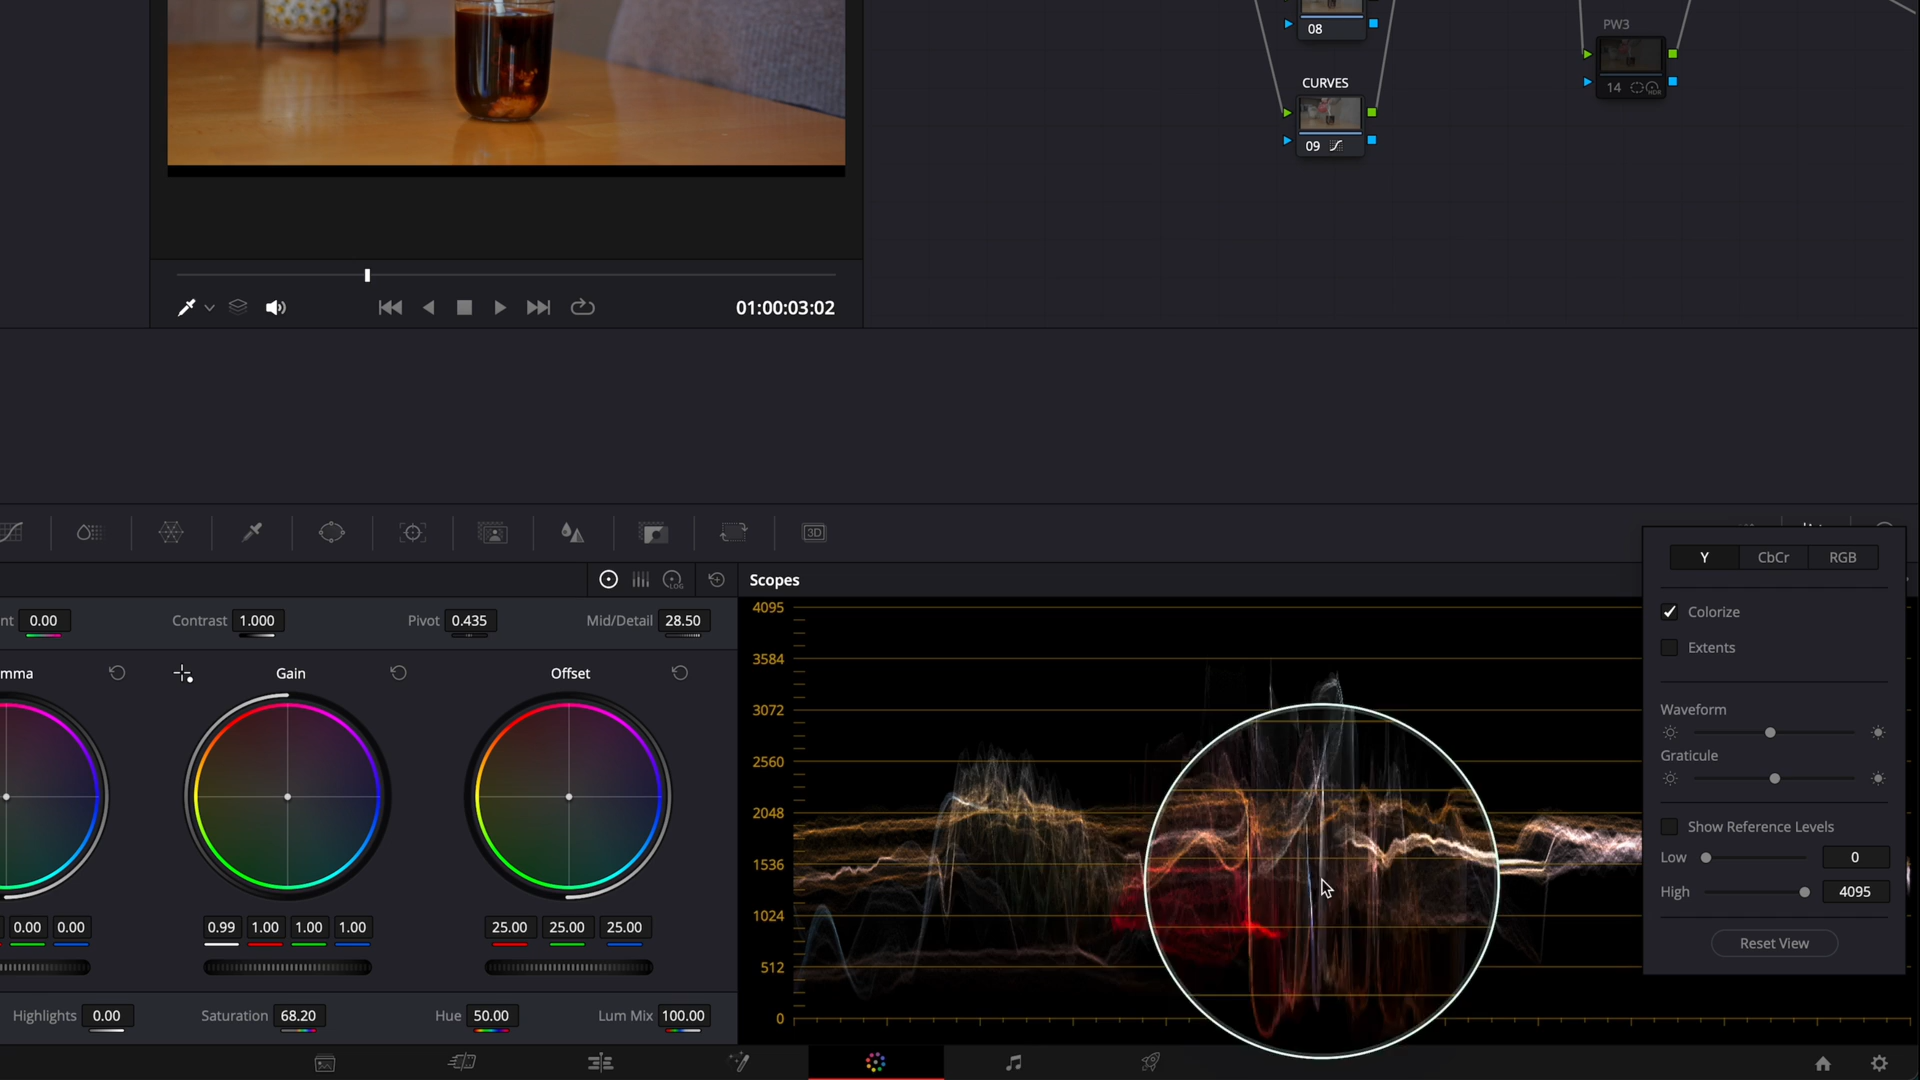 08
PW3
14
HDR
CURVES
09
01:00:03:02
3D
LOG
Scopes
Y CbCr RGB
Colorize
Extents
nt 0.00 Contrast 1.000 Pivot 0.435 Mid/Detail 28.50
mma Gain Offset
Waveform
Graticule
4095
3584
3072
2560
2048
1536
1024
512
0
Show Reference Levels
Low 0
High 4095
Reset View
0.00 0.00 0.99 1.00 1.00 1.00 25.00 25.00 25.00
Highlights 0.00 Saturation 68.20 Hue 50.00 Lum Mix 100.00